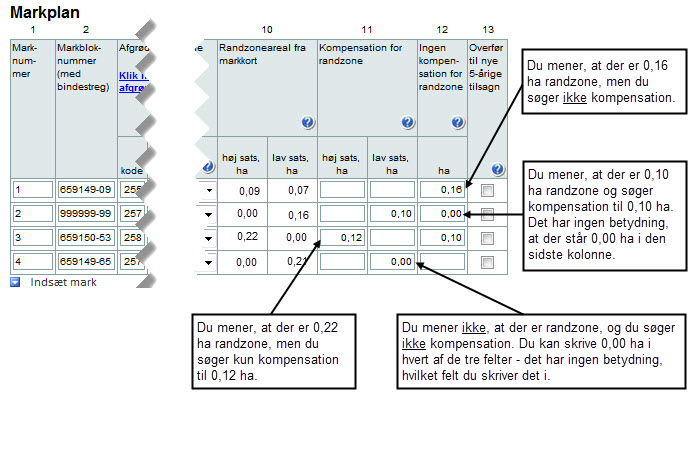 Markplan
1 2 10 11 12 13
Mark-
num-
mer
Markblok-
nummer
(med
bindestreg)
Afgrød
Klik i
afgrø
kode
ne
Randzoneareal fra
markkort
Kompensation for
randzone
Ingen
kompen-
sation for
randzone
Overfør
til nye
5-årige
tilsagn
høj sats,
ha
lav sats,
ha
høj sats,
ha
lav sats,
ha
ha
1 659149-09 255 0,09 0,07 0,16
2 999999-99 257 0,00 0,16 0,10 0,00
3 659150-53 258 0,22 0,00 0,12 0,10
4 659149-65 257 0,00 0,21 0,00
Indsæt mark
Du mener, at der er 0,16
ha randzone, men du
søger ikke kompensation.
Du mener, at der er 0,10
ha randzone og søger
kompensation til 0,10 ha.
Det har ingen betydning,
at der står 0,00 ha i den
sidste kolonne.
Du mener, at der er 0,22
ha randzone, men du
søger kun kompensation
til 0,12 ha.
Du mener ikke, at der er randzone, og du søger
ikke kompensation. Du kan skrive 0,00 ha i
hvert af de tre felter - det har ingen betydning,
hvilket felt du skriver det i.